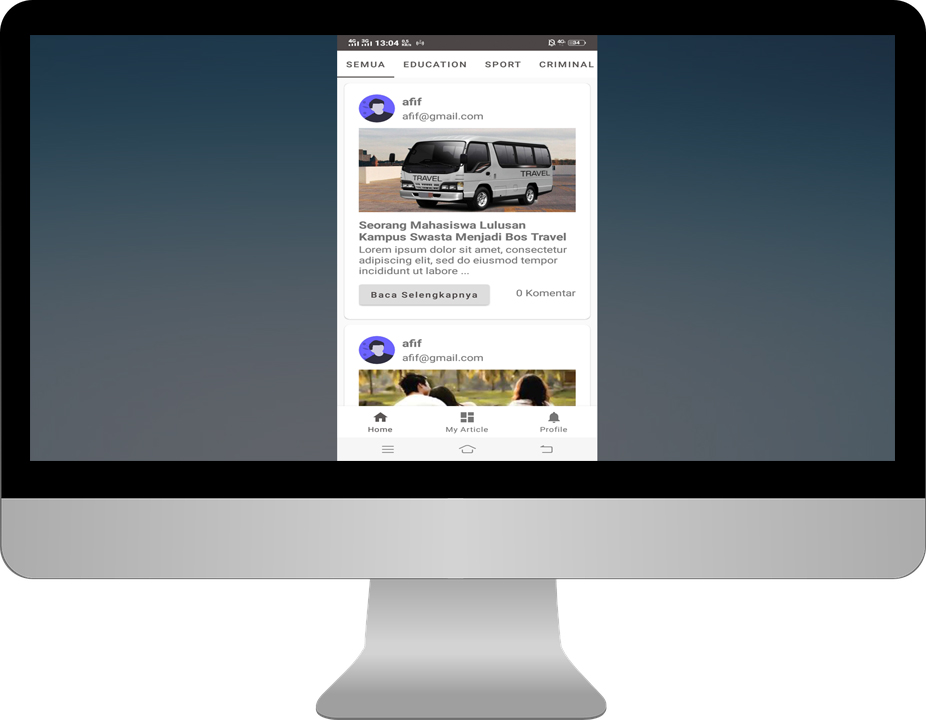 13:04
SEMUA EDUCATION SPORT CRIMINAL
afif
afif@gmail.com
TRAVEL TRAVEL
Seorang Mahasiswa Lulusan
Kampus Swasta Menjadi Bos Travel
Lorem ipsum dolor sit amet, consectetur
adipiscing elit, sed do eiusmod tempor
incididunt ut labore ...
Baca Selengkapnya 0 Komentar
afif
afif@gmail.com
Home My Article Profile